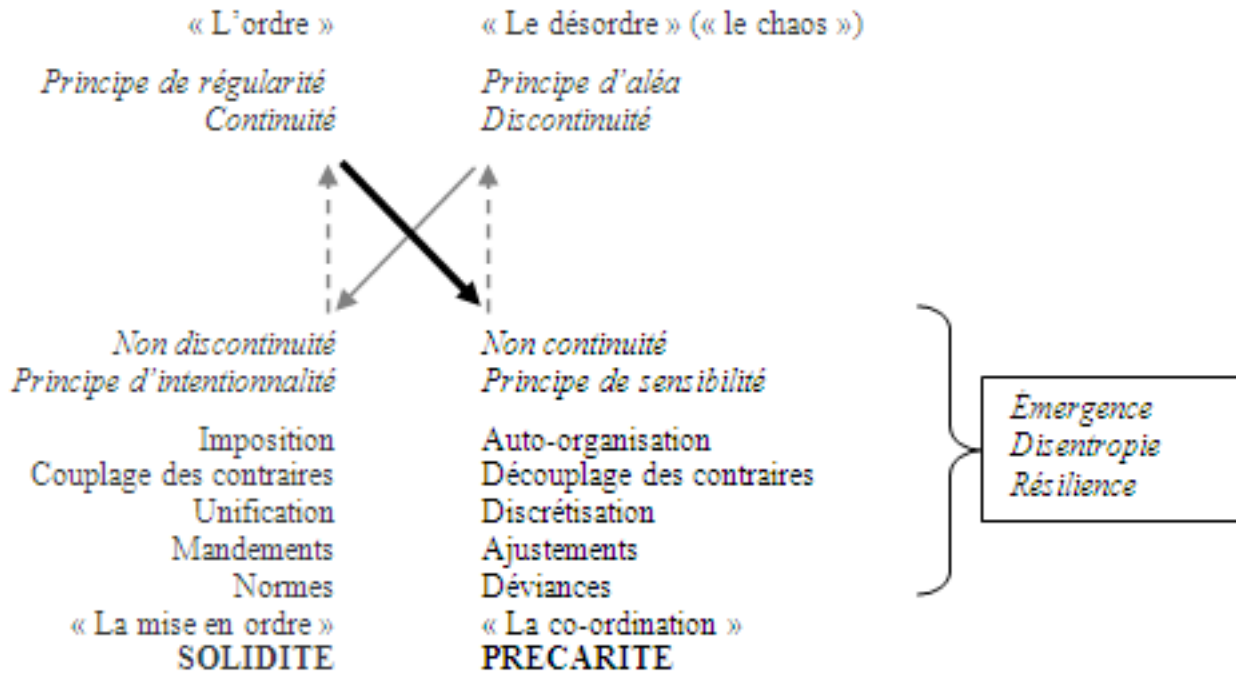 « L'ordre » « Le désordre » (« le chaos »)
Principe de régularité Principe d'aléa
Continuité Discontinuité
Non discontinuité Non continuité
Principe d'intentionnalité Principe de sensibilité
Imposition Auto-organisation
Couplage des contraires Découplage des contraires
Unification Discrétisation
Mandements Ajustements
Normes Déviances
« La mise en ordre » « La co-ordination »
SOLIDITE PRECARITE
Émergence
Disentropie
Résilience